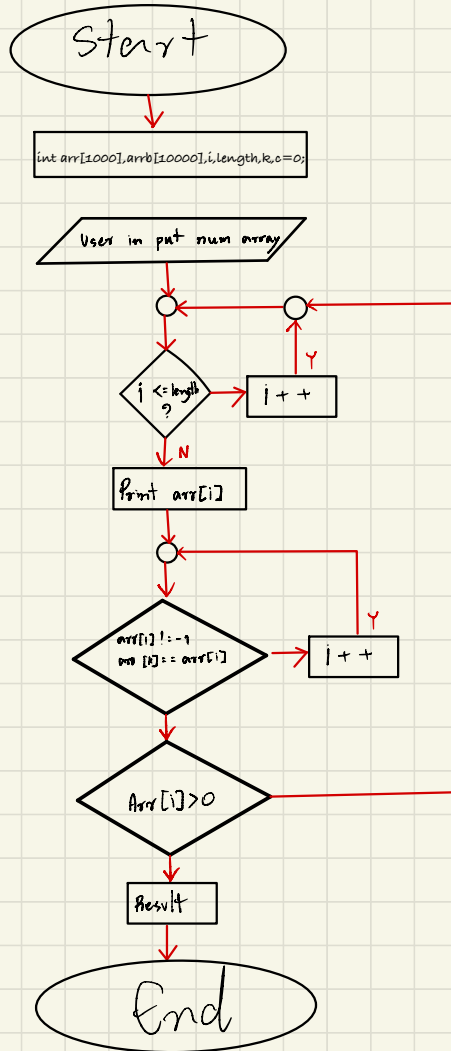 Start
int arr[1000],arrb[10000],i,length,k,c=0;
User in put num array
i <= length
?
i + +
Y
N
Print arr[i]
arr[i] != -1
arr [k] == arr[i]
i + +
Y
Arr[i]>0
Result
End